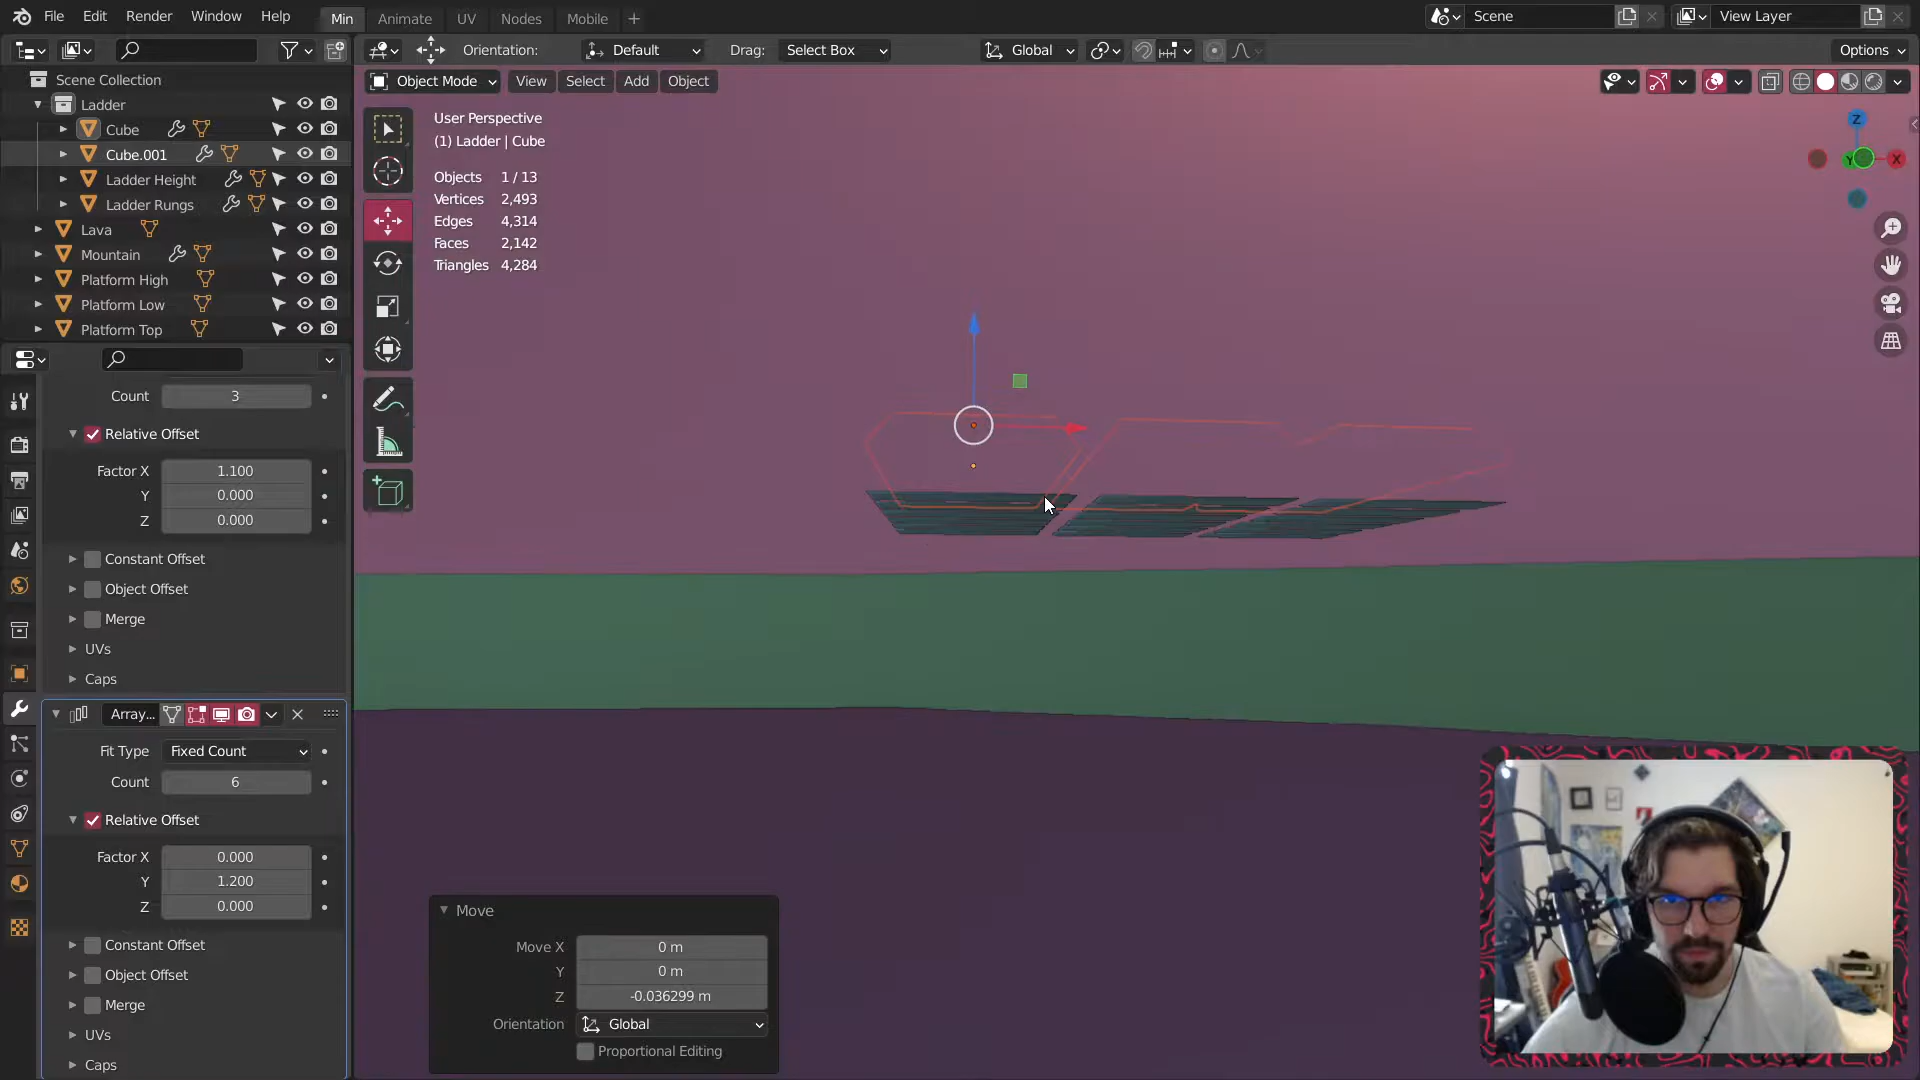 File Edit Render Window Help Min Animate UV Nodes Mobile Scene View Layer
Orientation: Default Drag: Select Box Global Options
Scene Collection
Ladder
Cube
Cube.001
Ladder Height
Ladder Rungs
Lava
Mountain
Platform High
Platform Low
Platform Top
Object Mode View Select Add Object
User Perspective
(1) Ladder | Cube
Objects 1 / 13
Vertices 2,493
Edges 4,314
Faces 2,142
Triangles 4,284
Z
Y
X
Count 3
Relative Offset
Factor X 1.100
Y 0.000
Z 0.000
Constant Offset
Object Offset
Merge
UVs
Caps
Array...
Fit Type Fixed Count
Count 6
Relative Offset
Factor X 0.000
Y 1.200
Z 0.000
Constant Offset
Object Offset
Merge
UVs
Caps
Move
Move X 0 m
Y 0 m
Z -0.036299 m
Orientation Global
Proportional Editing